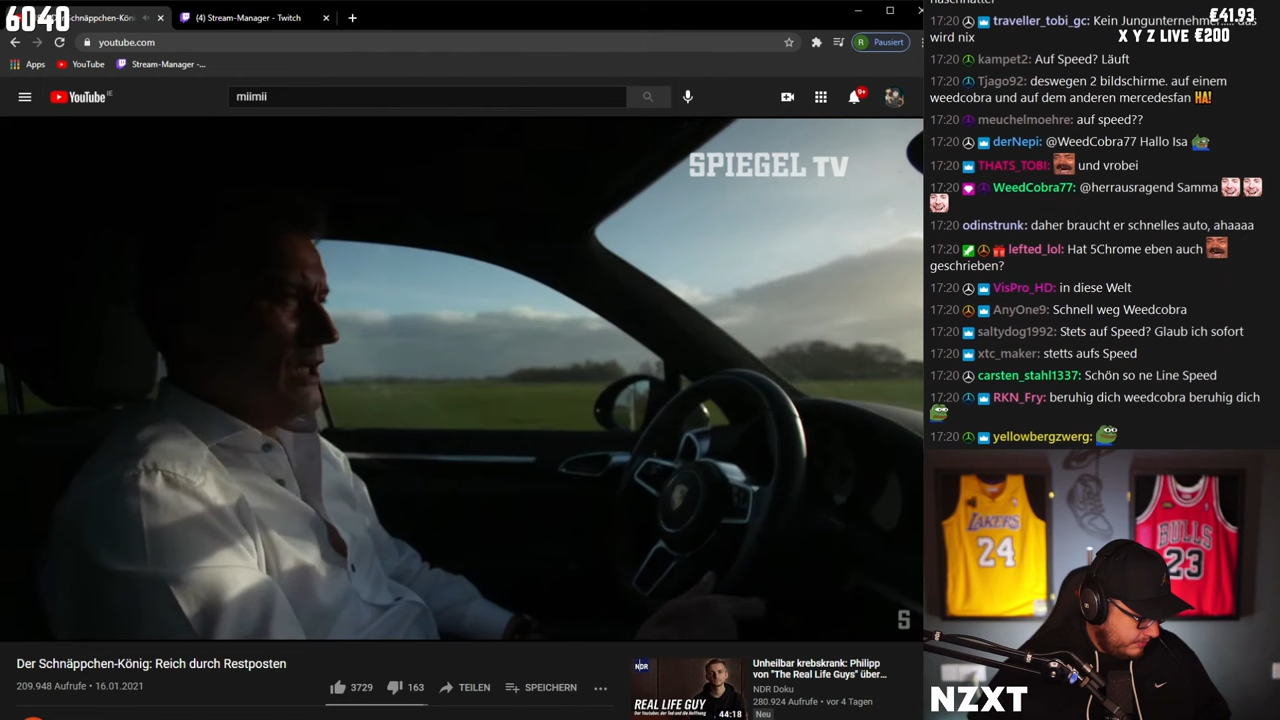 6040
Schnäppchen-Köni
(4) Stream-Manager - Twitch
youtube.com
Pausiert
Apps
YouTube
Stream-Manager -...
YouTube IE
miimii
9+
SPIEGEL TV
S
Der Schnäppchen-König: Reich durch Restposten
209.948 Aufrufe • 16.01.2021
3729
163
TEILEN
SPEICHERN
NDR
REAL LIFE GUY
44:18
Unheilbar krebskrank: Philipp
von "The Real Life Guys" über...
NDR Doku
280.924 Aufrufe • vor 4 Tagen
Neu
€41.93
X Y Z LIVE €200
17:20 traveller_tobi_gc: Kein Jungunternehmer.... das
wird nix
17:20 kampet2: Auf Speed? Läuft
17:20 Tjago92: deswegen 2 bildschirme. auf einem
weedcobra und auf dem anderen mercedesfan HA!
17:20 meuchelmoehre: auf speed??
17:20 derNepi: @WeedCobra77 Hallo Isa
17:20 THATS_TOBI: und vrobei
17:20 WeedCobra77: @herrausragend Samma
17:20 odinstrunk: daher braucht er schnelles auto, ahaaaa
17:20 lefted_lol: Hat 5Chrome eben auch
geschrieben?
17:20 VisPro_HD: in diese Welt
17:20 AnyOne9: Schnell weg Weedcobra
17:20 saltydog1992: Stets auf Speed? Glaub ich sofort
17:20 xtc_maker: stetts aufs Speed
17:20 carsten_stahl1337: Schön so ne Line Speed
17:20 RKN_Fry: beruhig dich weedcobra beruhig dich
17:20 yellowbergzwerg:
LAKERS
24
BULLS
23
NZXT